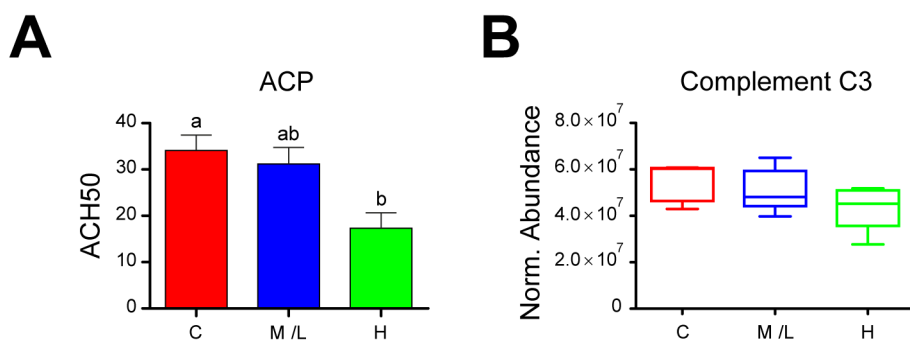 A
ACP
ACH50
40
30
20
10
0
a
ab
b
C
M /L
H
B
Complement C3
Norm. Abundance
8.0×10⁷
6.0×10⁷
4.0×10⁷
2.0×10⁷
0
C
M /L
H